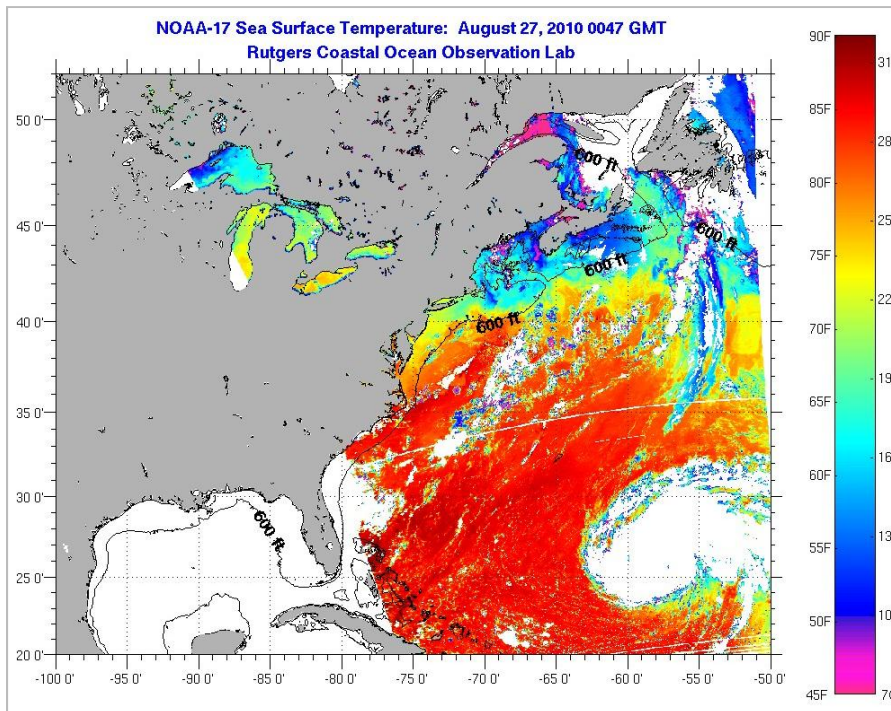 NOAA-17 Sea Surface Temperature: August 27, 2010 0047 GMT
Rutgers Coastal Ocean Observation Lab
50 0'
45 0'
40 0'
35 0'
30 0'
25 0'
20 0'
-100 0'
-95 0'
-90 0'
-85 0'
-80 0'
-75 0'
-70 0'
-65 0'
-60 0'
-55 0'
-50 0'
600 ft
600 ft
600 ft
600 ft
600 ft
90F
85F
80F
75F
70F
65F
60F
55F
50F
45F
31
28
25
22
19
16
13
10
7C